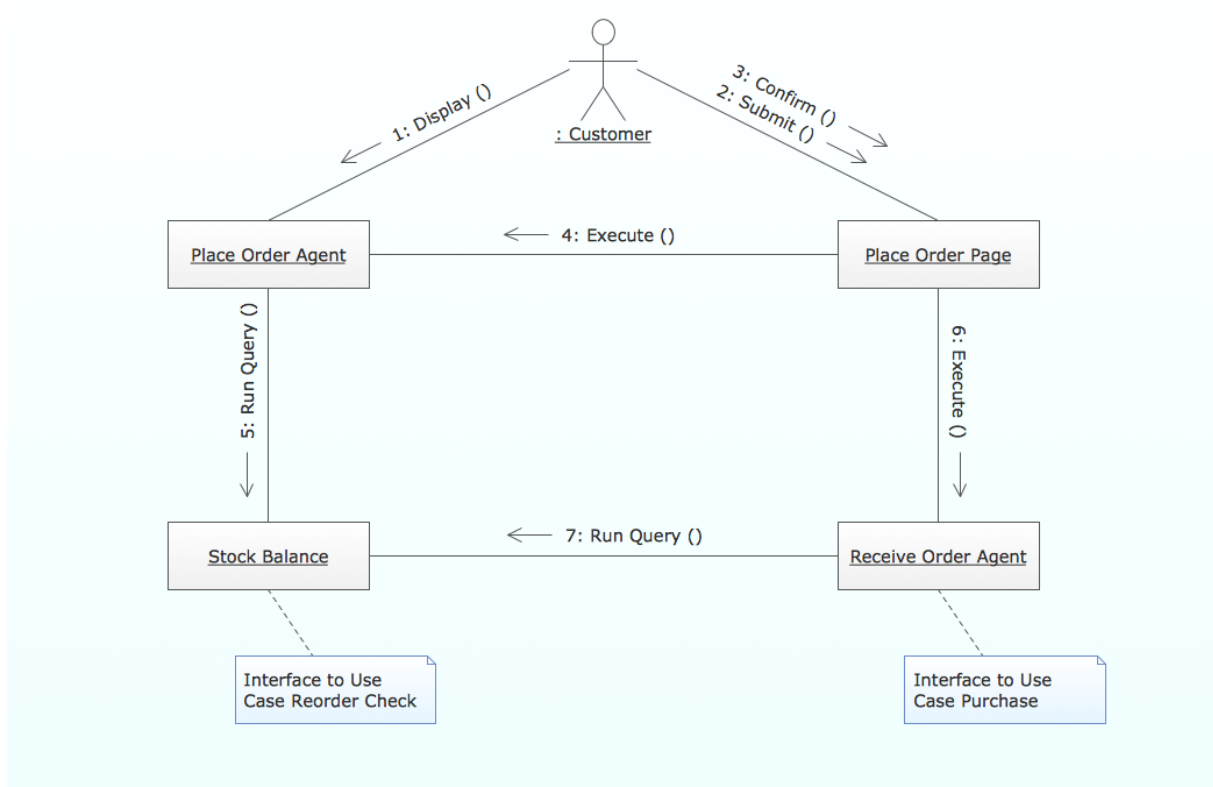 3: Confirm ()
2: Submit ()
1: Display ()
: Customer
4: Execute ()
Place Order Agent
Place Order Page
5: Run Query ()
6: Execute ()
7: Run Query ()
Stock Balance
Receive Order Agent
Interface to Use
Case Reorder Check
Interface to Use
Case Purchase